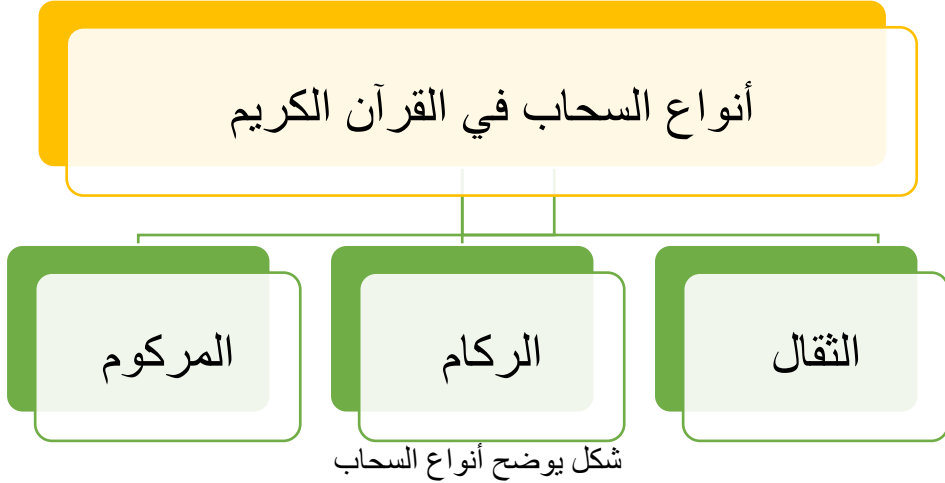 أنواع السحاب في القرآن الكريم
الثقال
الركام
المركوم
شكل يوضح أنواع السحاب